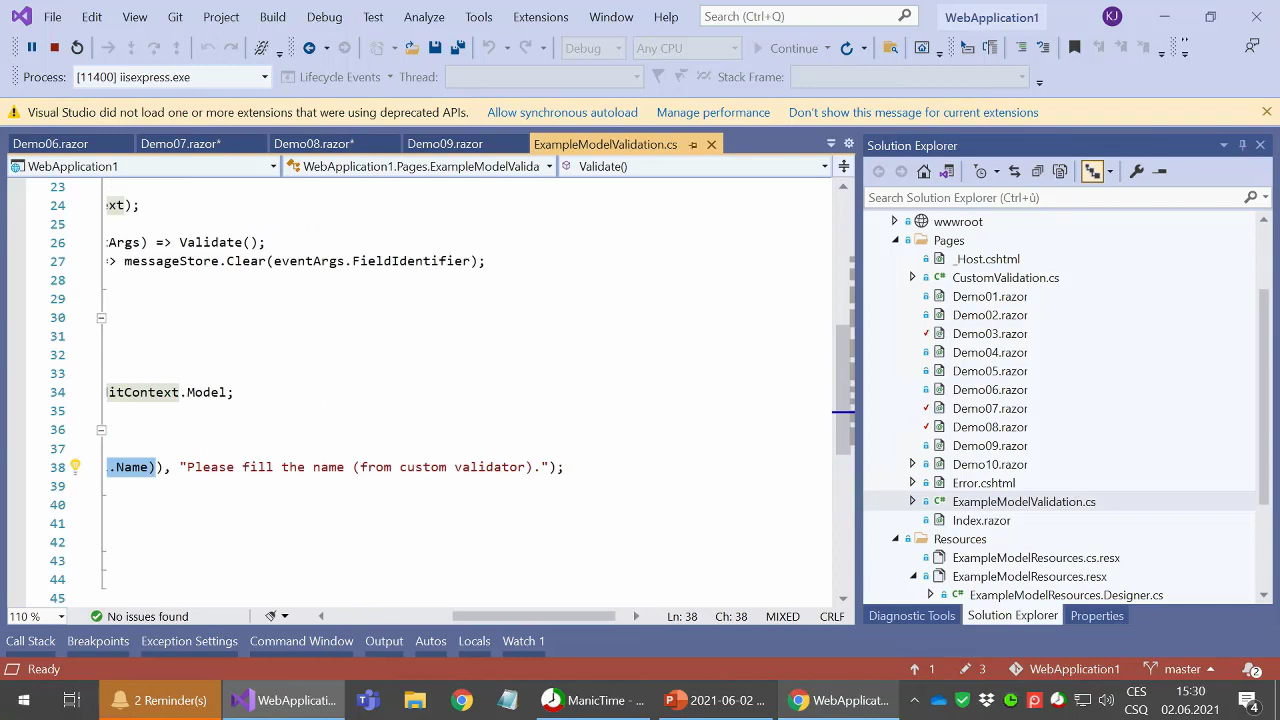 File Edit View Git Project Build Debug Test Analyze Tools Extensions Window Help Search (Ctrl+Q) WebApplication1 KJ
Debug Any CPU Continue
Process: [11400] iisexpress.exe Lifecycle Events Thread: Stack Frame:
Visual Studio did not load one or more extensions that were using deprecated APIs. Allow synchronous autoload Manage performance Don't show this message for current extensions
Demo06.razor Demo07.razor* Demo08.razor* Demo09.razor ExampleModelValidation.cs
WebApplication1 WebApplication1.Pages.ExampleModelValida Validate()
23
24 xt);
25
26 Args) => Validate();
27 > messageStore.Clear(eventArgs.FieldIdentifier);
28
29
30
31
32
33
34 itContext.Model;
35
36
37
38 .Name)), "Please fill the name (from custom validator).");
39
40
41
42
43
44
45
110 % No issues found Ln: 38 Ch: 38 MIXED CRLF
Solution Explorer
Search Solution Explorer (Ctrl+ů)
wwwroot
Pages
_Host.cshtml
C# CustomValidation.cs
Demo01.razor
Demo02.razor
Demo03.razor
Demo04.razor
Demo05.razor
Demo06.razor
Demo07.razor
Demo08.razor
Demo09.razor
Demo10.razor
Error.cshtml
C# ExampleModelValidation.cs
Index.razor
Resources
ExampleModelResources.cs.resx
ExampleModelResources.resx
ExampleModelResources.Designer.cs
Diagnostic Tools Solution Explorer Properties
Call Stack Breakpoints Exception Settings Command Window Output Autos Locals Watch 1
Ready 1 3 WebApplication1 master 2
2 Reminder(s) WebApplicati... ManicTime - ... 2021-06-02 ... WebApplicat... CES 15:30
CSQ 02.06.2021 4